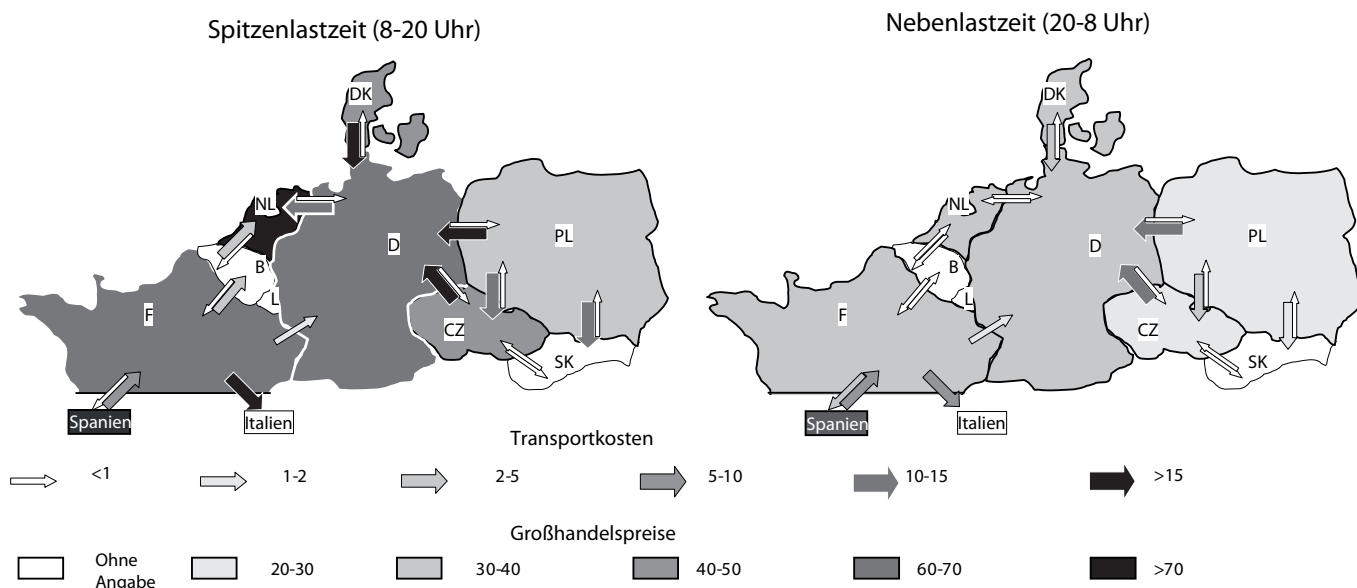 Spitzenlastzeit (8-20 Uhr)
DK
NL
D
PL
B
L
F
CZ
SK
Spanien
Italien
Nebenlastzeit (20-8 Uhr)
DK
NL
D
PL
B
L
F
CZ
SK
Spanien
Italien
Transportkosten
<1
1-2
2-5
5-10
10-15
>15
Großhandelspreise
Ohne
Angabe
20-30
30-40
40-50
60-70
>70